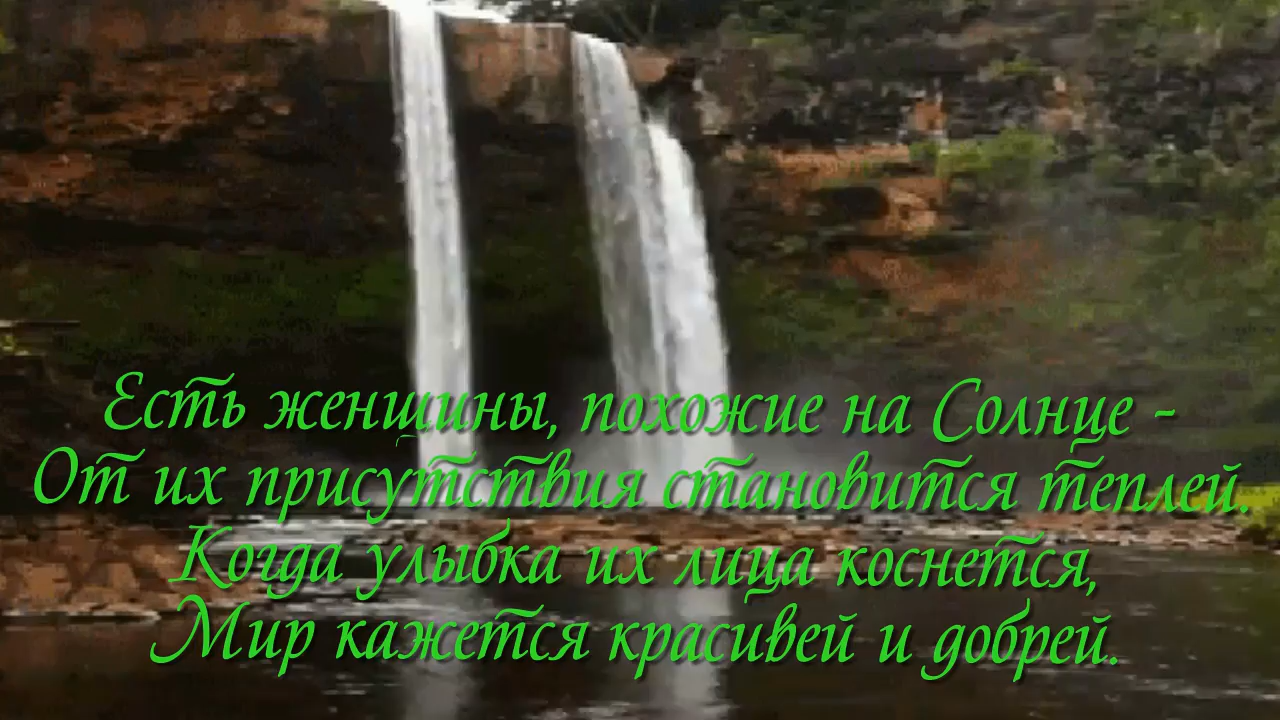 Есть женщины, похожие на Солнце -
От их присутствия становится теплей.
Когда улыбка их лица коснется,
Мир кажется красивей и добрей.